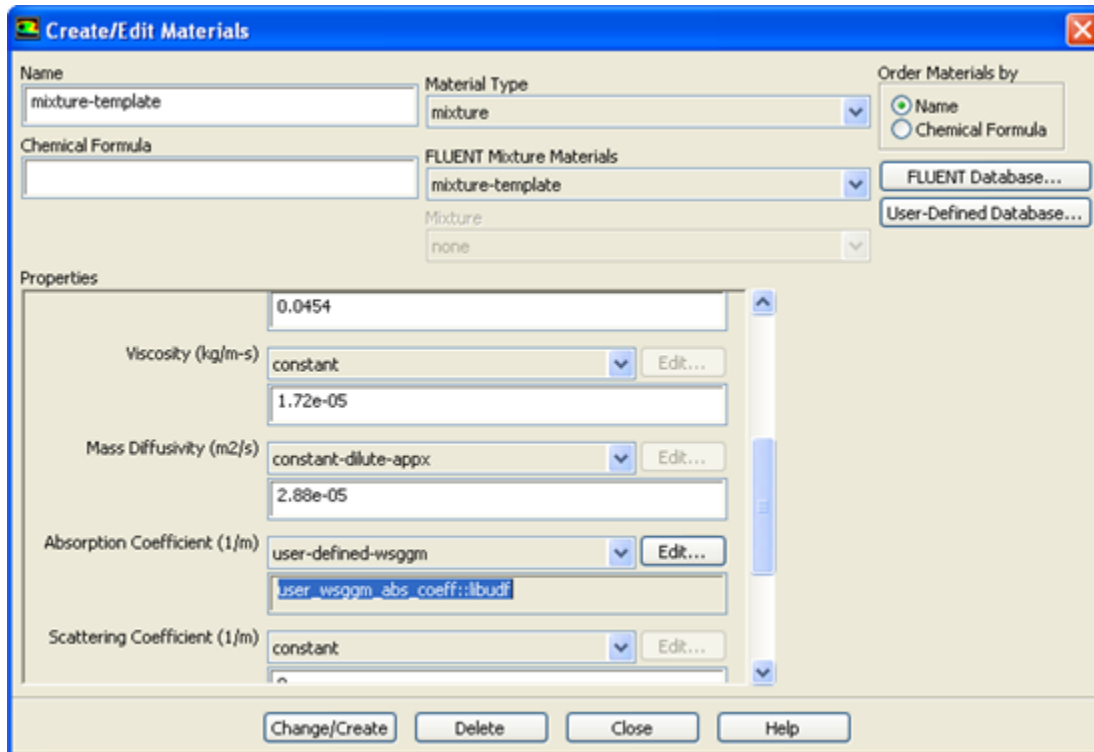 Create/Edit Materials
Name
mixture-template
Chemical Formula
Material Type
mixture
FLUENT Mixture Materials
mixture-template
Mixture
none
Order Materials by
Name
Chemical Formula
FLUENT Database...
User-Defined Database...
Properties
0.0454
Viscosity (kg/m-s)
constant
Edit...
1.72e-05
Mass Diffusivity (m2/s)
constant-dilute-appx
Edit...
2.88e-05
Absorption Coefficient (1/m)
user-defined-wsggm
Edit...
user_wsggm_abs_coeff::libudf
Scattering Coefficient (1/m)
constant
Edit...
Change/Create
Delete
Close
Help